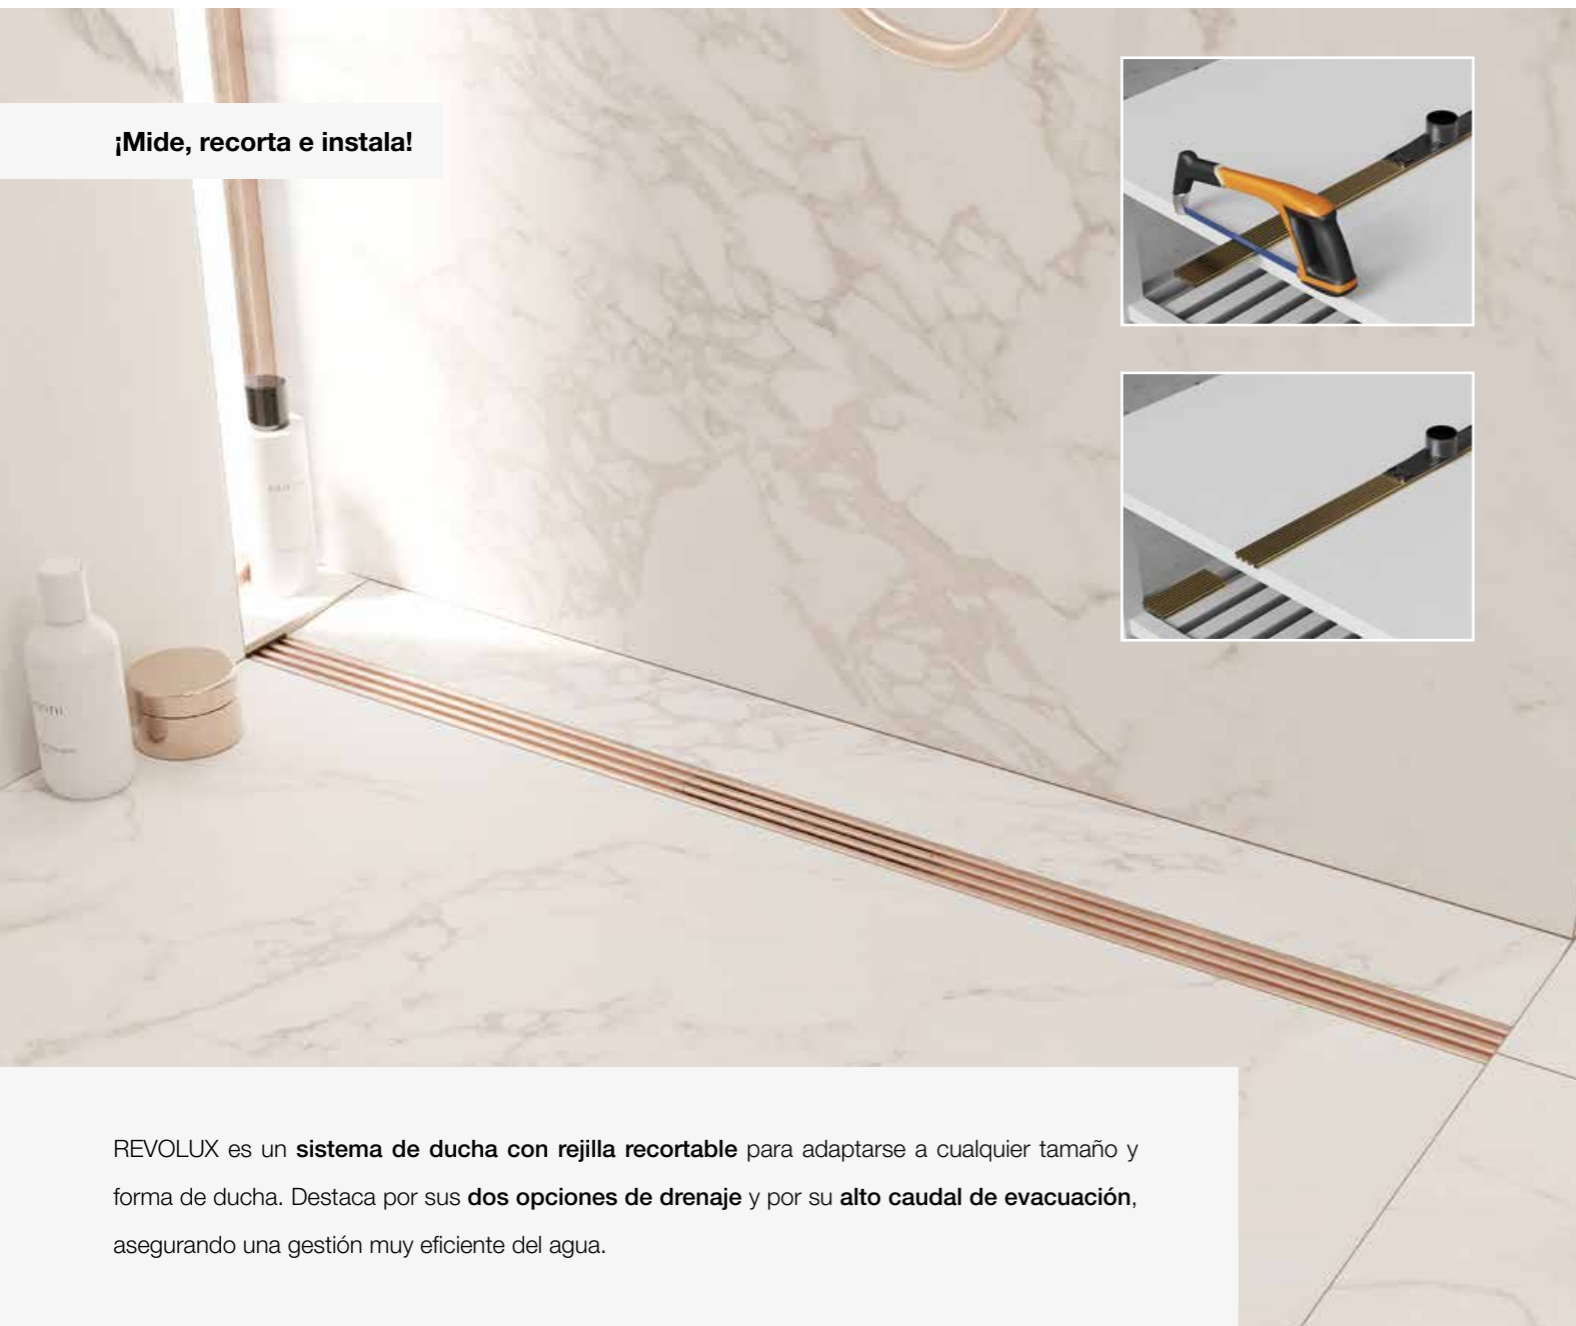 ¡Mide, recorta e instala!
REVOLUX es un sistema de ducha con rejilla recortable para adaptarse a cualquier tamaño y
forma de ducha. Destaca por sus dos opciones de drenaje y por su alto caudal de evacuación,
asegurando una gestión muy eficiente del agua.